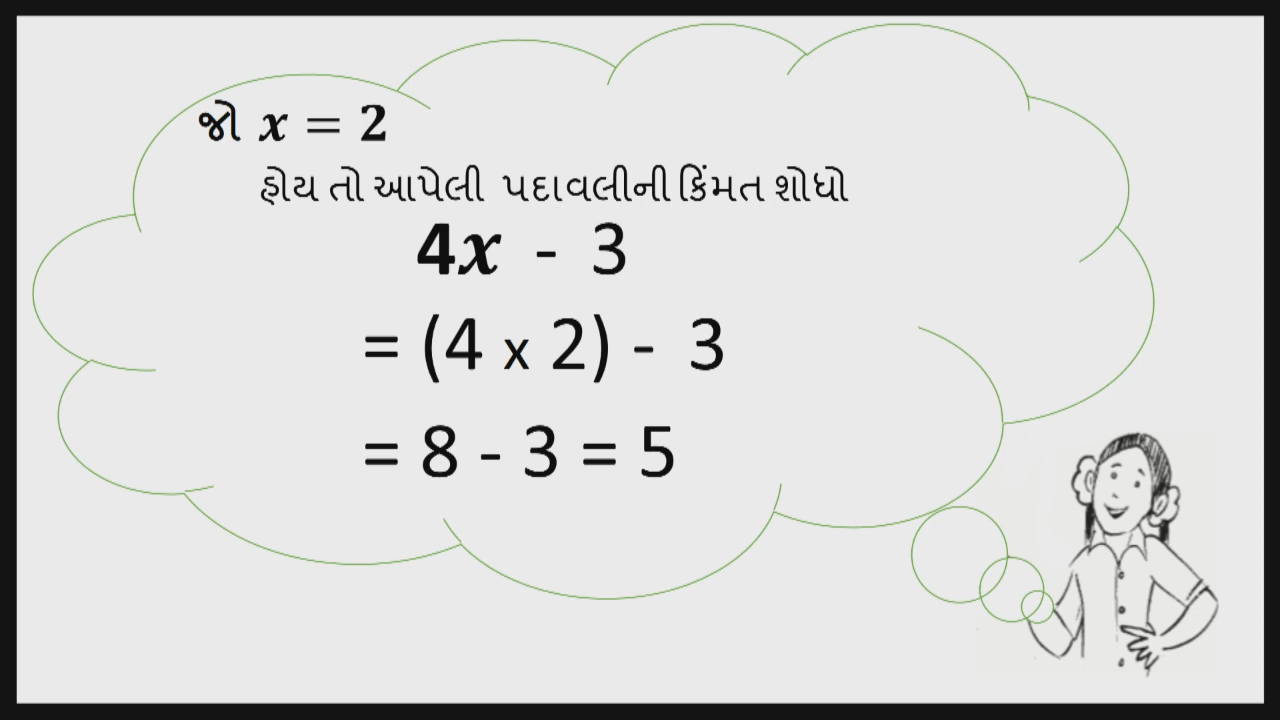 જો x = 2
હોય તો આપેલી પદાવલીની કિંમત શોધો
4x - 3
= (4 x 2) - 3
= 8 - 3 = 5